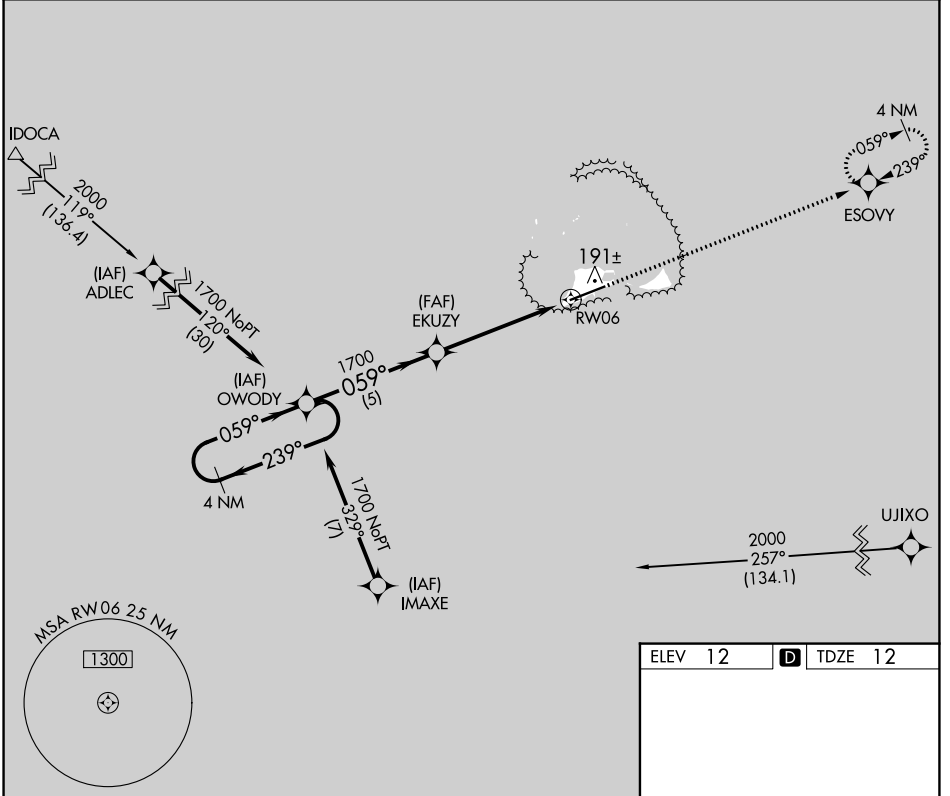 IDOCA
2000
119°
(136.4)
(IAF)
ADLEC
1700 NoPT
120°
(30)
(IAF)
OWODY
059°
239°
4 NM
1700
059°
(5)
(FAF)
EKUZY
191±
RW06
4 NM
059°
239°
ESOVY
1700 NoPT
329°
(7)
(IAF)
IMAXE
UJIXO
2000
257°
(134.1)
MSA RW06 25 NM
1300
ELEV 12 D TDZE 12